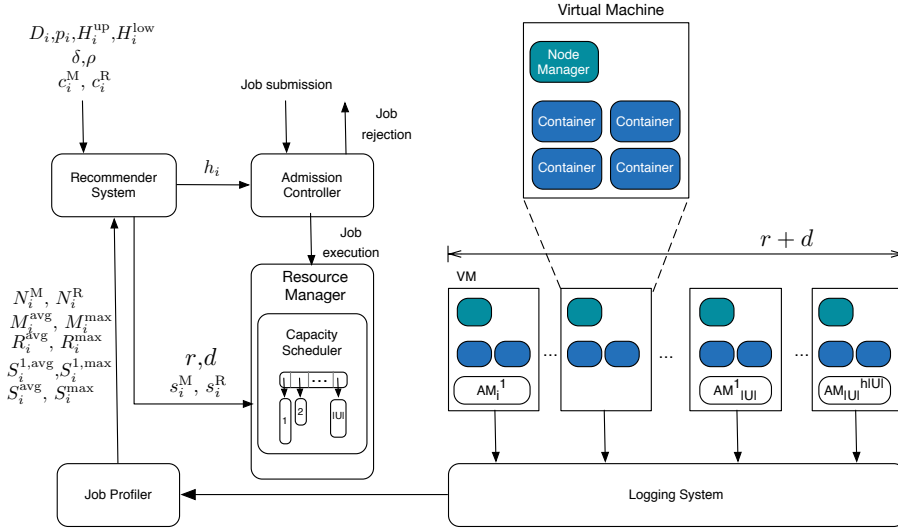 D_i,p_i,H_i^up,H_i^low
δ,ρ
c_i^M, c_i^R
Job submission
Job
rejection
Recommender
System
h_i
Admission
Controller
Job
execution
Resource
Manager
Capacity
Scheduler
...
1
2
|U|
N_i^M, N_i^R
M_i^avg, M_i^max
R_i^avg, R_i^max
S_i^1,avg,S_i^1,max
S_i^avg, S_i^max
r,d
s_i^M, s_i^R
Job Profiler
Virtual Machine
Node
Manager
Container Container
Container Container
r + d
VM
... ... ...
AM_i^1
AM^1_|U|
AM_|U|^h|U|
Logging System